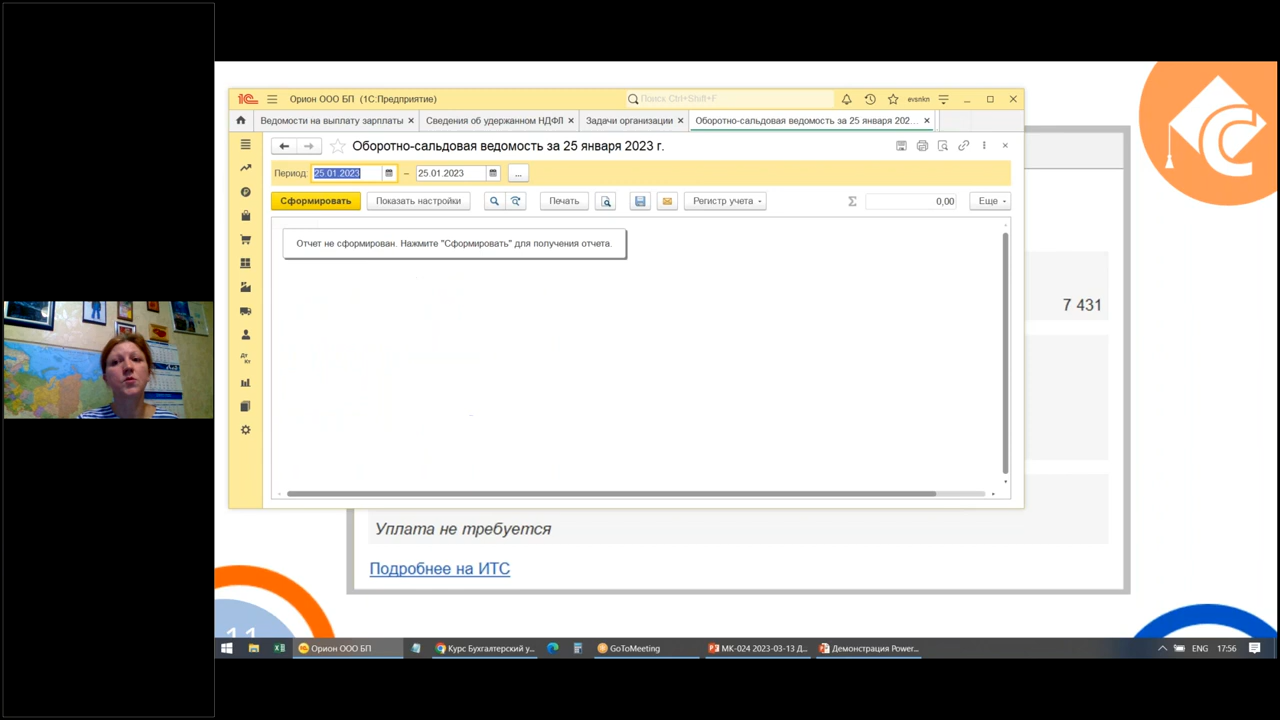 1С Орион ООО БП (1С:Предприятие)
Поиск Ctrl+Shift+F
evsnkn
Ведомости на выплату зарплаты
Сведения об удержанном НДФЛ
Задачи организации
Оборотно-сальдовая ведомость за 25 января 202...
Оборотно-сальдовая ведомость за 25 января 2023 г.
Период: 25.01.2023 – 25.01.2023 ...
Сформировать
Показать настройки
Печать
Регистр учета
Σ
0,00
Еще
Отчет не сформирован. Нажмите "Сформировать" для получения отчета.
Дт
Кт
7 431
Уплата не требуется
Подробнее на ИТС
11
Орион ООО БП
Курс Бухгалтерский у...
GoToMeeting
МК-024 2023-03-13 Д...
Демонстрация Power...
ENG
17:56